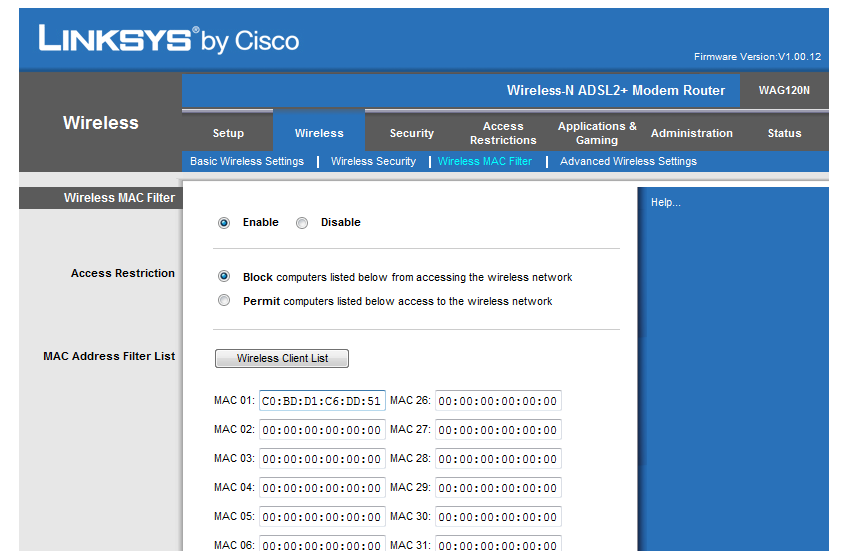 LINKSYS® by Cisco
Firmware Version:V1.00.12
Wireless-N ADSL2+ Modem Router WAG120N
Wireless
Setup Wireless Security Access Restrictions Applications & Gaming Administration Status
Basic Wireless Settings | Wireless Security | Wireless MAC Filter | Advanced Wireless Settings
Wireless MAC Filter
Help...
Enable Disable
Access Restriction
Block computers listed below from accessing the wireless network
Permit computers listed below access to the wireless network
MAC Address Filter List
Wireless Client List
MAC 01: C0:BD:D1:C6:DD:51 MAC 26: 00:00:00:00:00:00
MAC 02: 00:00:00:00:00:00 MAC 27: 00:00:00:00:00:00
MAC 03: 00:00:00:00:00:00 MAC 28: 00:00:00:00:00:00
MAC 04: 00:00:00:00:00:00 MAC 29: 00:00:00:00:00:00
MAC 05: 00:00:00:00:00:00 MAC 30: 00:00:00:00:00:00
MAC 06: 00:00:00:00:00:00 MAC 31: 00:00:00:00:00:00